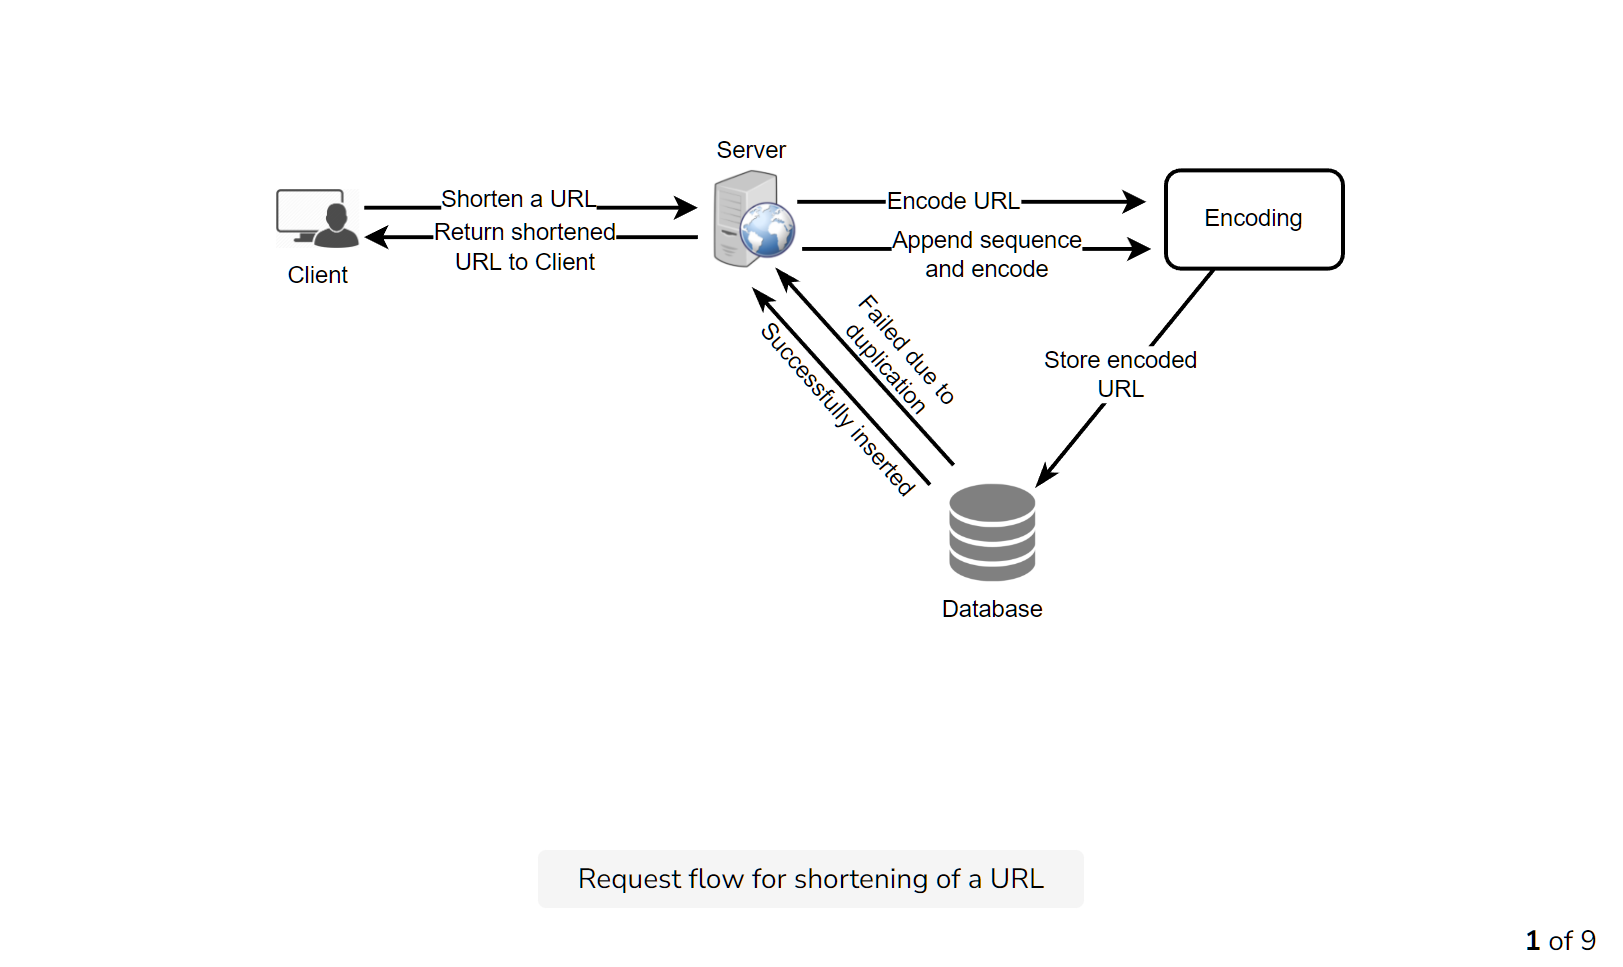 Server
Shorten a URL
Return shortened
URL to Client
Client
Encode URL
Append sequence
and encode
Encoding
Failed due to
duplication
Successfully inserted
Store encoded
URL
Database
Request flow for shortening of a URL
1 of 9